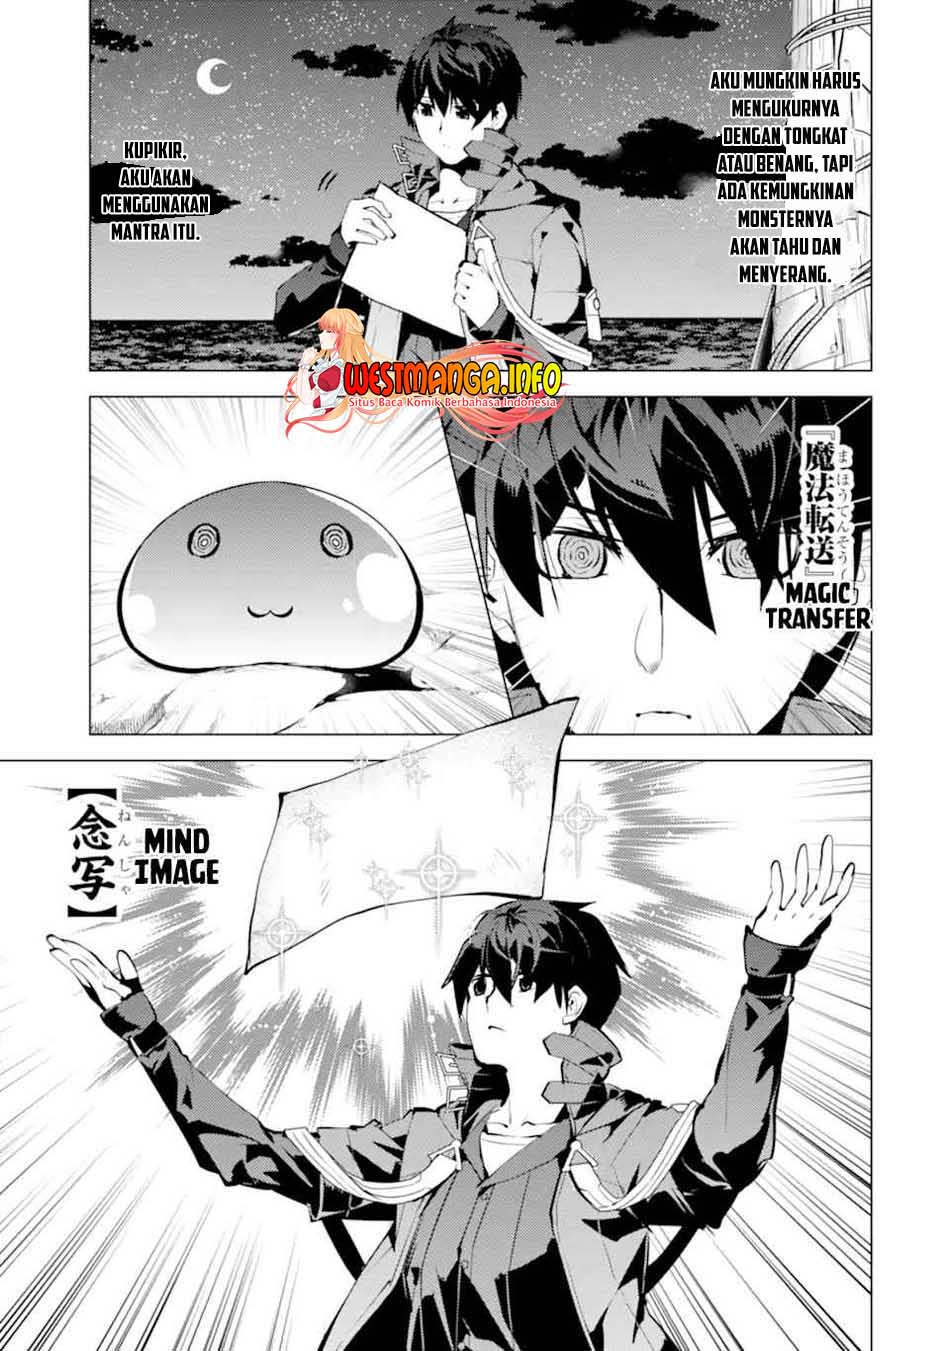 AKU MUNGKIN HARUS
MENGUKURNYA
DENGAN TONGKAT
ATAU BENANG, TAPI
ADA KEMUNGKINAN
MONSTERNYA
AKAN TAHU DAN
MENYERANG.
KUPIKIR,
AKU AKAN
MENGGUNAKAN
MANTRA ITU.
WESTMANGA.INFO
Situs Baca Komik Berbahasa Indonesia
『魔法転送』
まほうてんそう
MAGIC
TRANSFER
【念写】
ねんしゃ
MIND
IMAGE